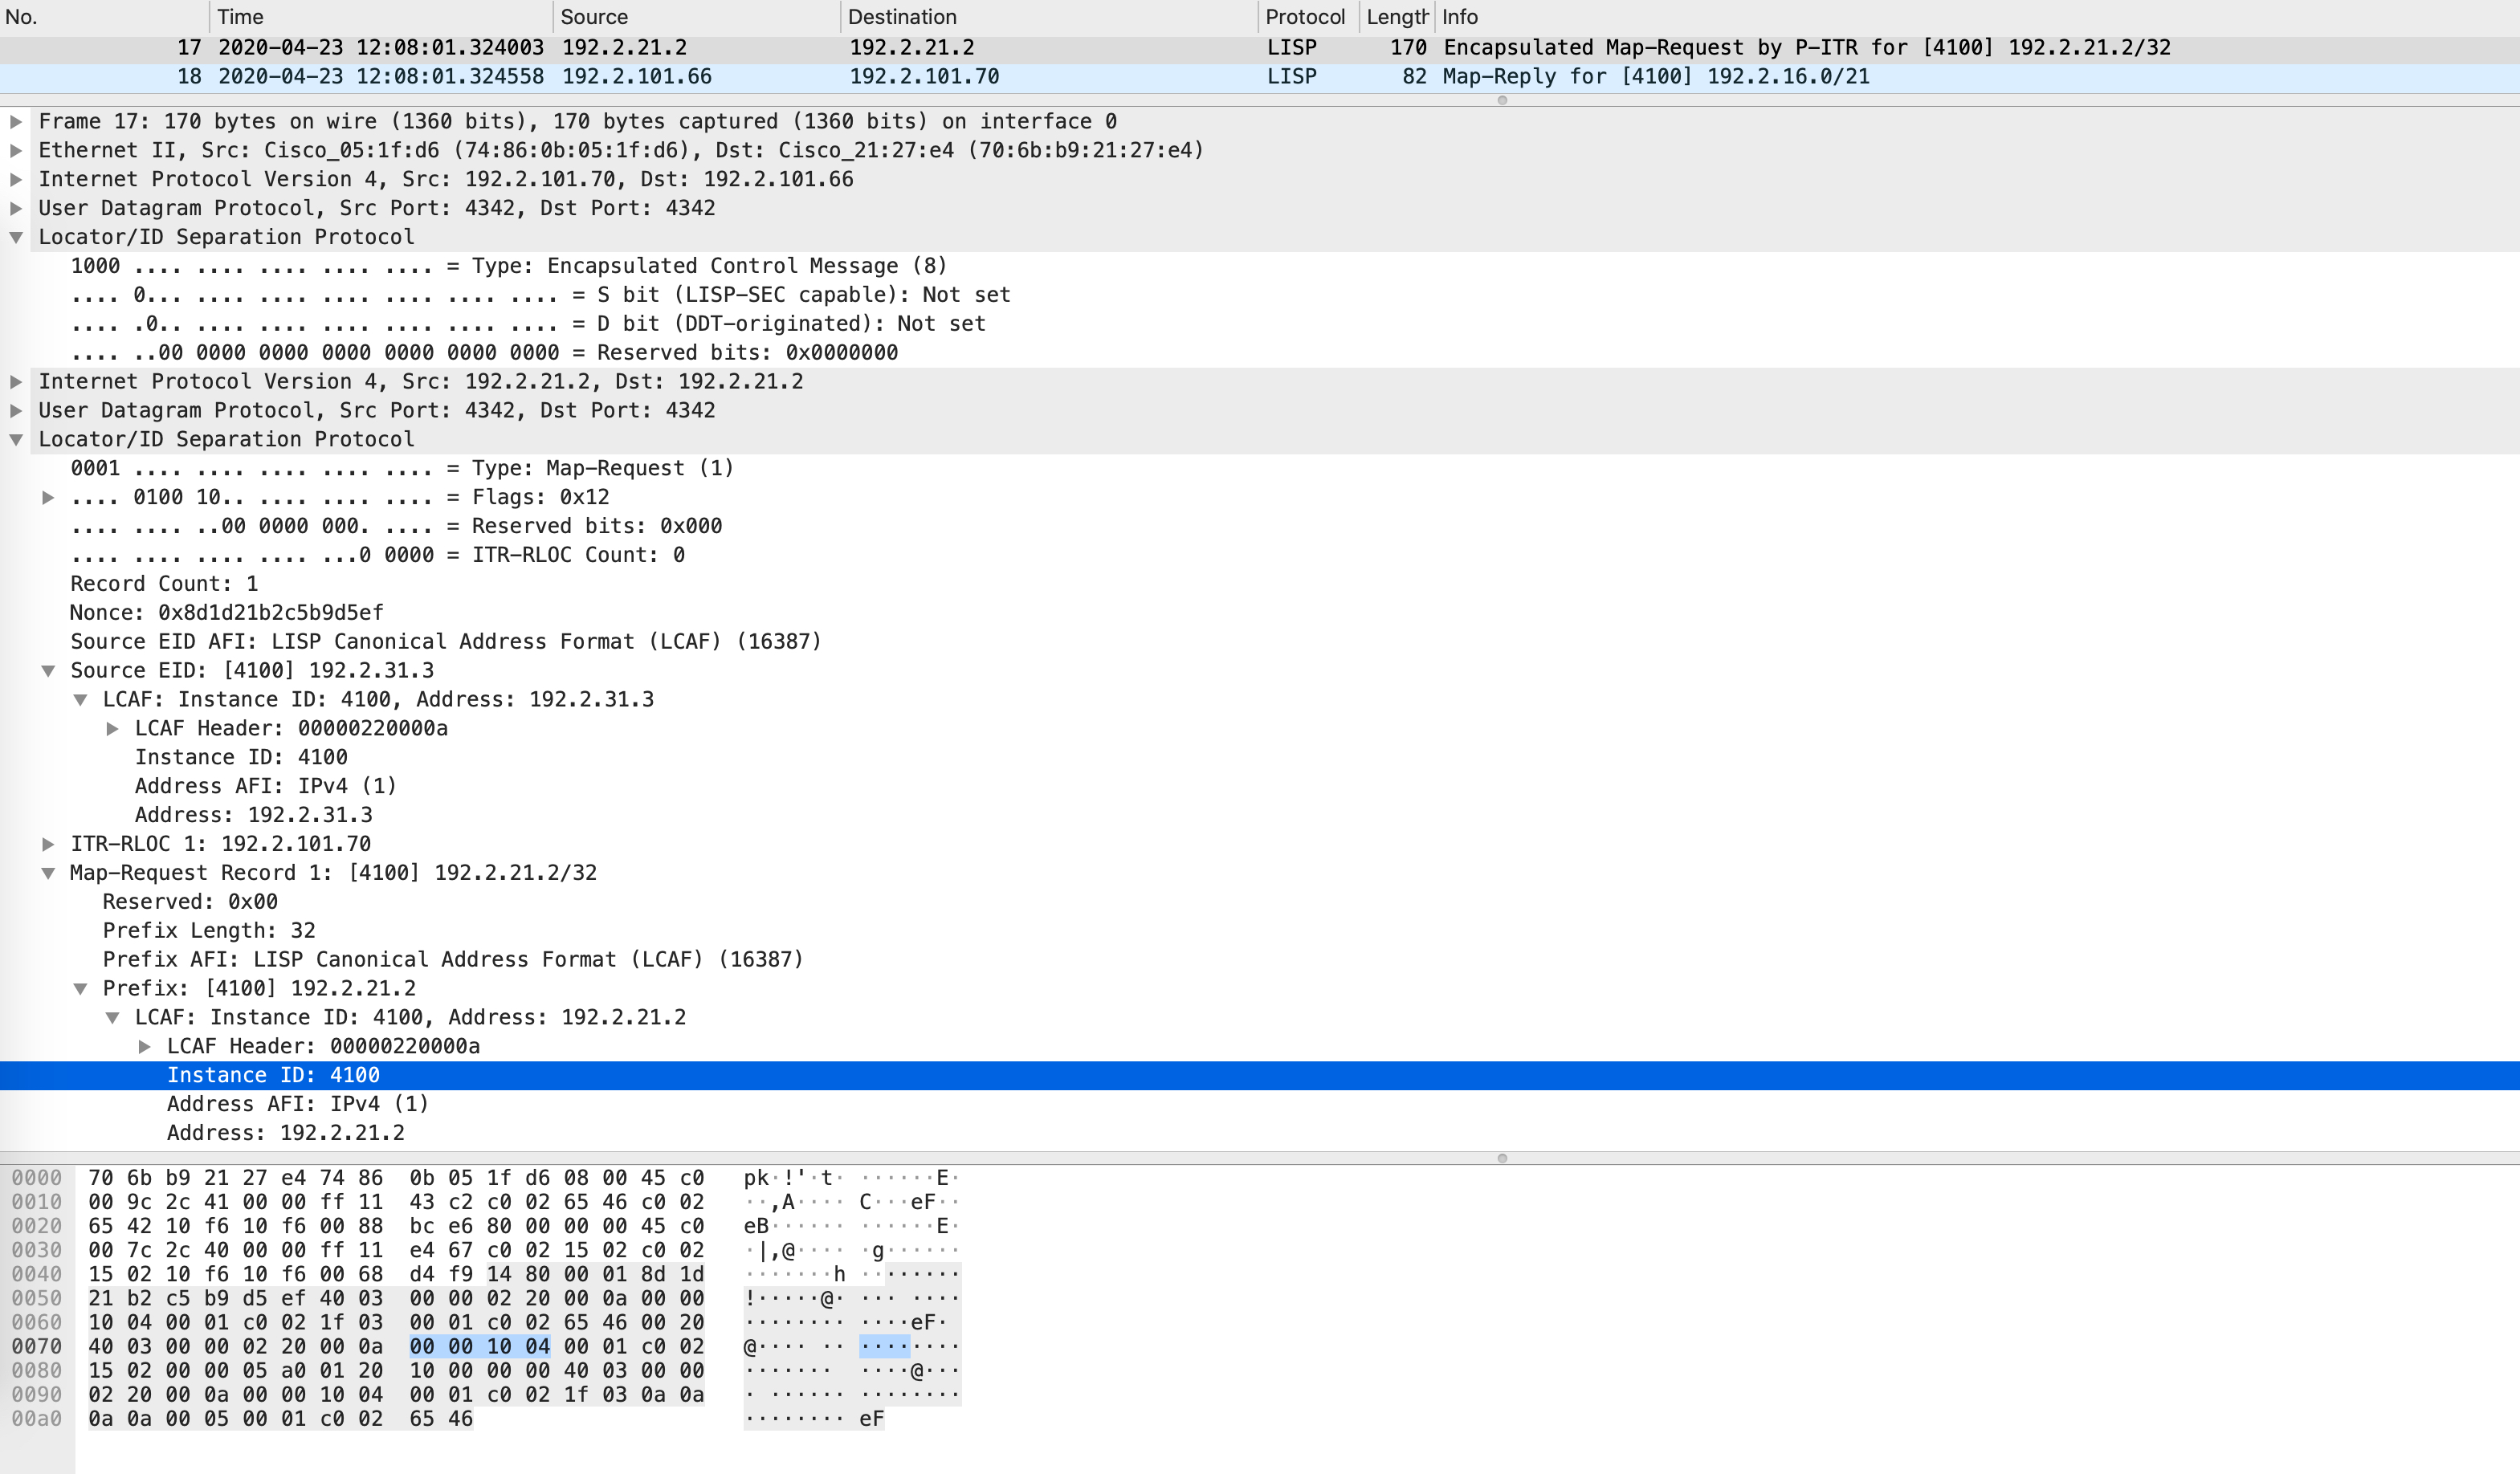 No. Time Source Destination Protocol Length Info
17 2020-04-23 12:08:01.324003 192.2.21.2 192.2.21.2 LISP 170 Encapsulated Map-Request by P-ITR for [4100] 192.2.21.2/32
18 2020-04-23 12:08:01.324558 192.2.101.66 192.2.101.70 LISP 82 Map-Reply for [4100] 192.2.16.0/21
Frame 17: 170 bytes on wire (1360 bits), 170 bytes captured (1360 bits) on interface 0
Ethernet II, Src: Cisco_05:1f:d6 (74:86:0b:05:1f:d6), Dst: Cisco_21:27:e4 (70:6b:b9:21:27:e4)
Internet Protocol Version 4, Src: 192.2.101.70, Dst: 192.2.101.66
User Datagram Protocol, Src Port: 4342, Dst Port: 4342
Locator/ID Separation Protocol
1000 .... .... .... .... .... = Type: Encapsulated Control Message (8)
.... 0... .... .... .... .... .... .... = S bit (LISP-SEC capable): Not set
.... .0.. .... .... .... .... .... .... = D bit (DDT-originated): Not set
.... ..00 0000 0000 0000 0000 0000 0000 = Reserved bits: 0x0000000
Internet Protocol Version 4, Src: 192.2.21.2, Dst: 192.2.21.2
User Datagram Protocol, Src Port: 4342, Dst Port: 4342
Locator/ID Separation Protocol
0001 .... .... .... .... .... = Type: Map-Request (1)
.... 0100 10.. .... .... .... = Flags: 0x12
.... .... ..00 0000 000. .... = Reserved bits: 0x000
.... .... .... .... ...0 0000 = ITR-RLOC Count: 0
Record Count: 1
Nonce: 0x8d1d21b2c5b9d5ef
Source EID AFI: LISP Canonical Address Format (LCAF) (16387)
Source EID: [4100] 192.2.31.3
LCAF: Instance ID: 4100, Address: 192.2.31.3
LCAF Header: 00000220000a
Instance ID: 4100
Address AFI: IPv4 (1)
Address: 192.2.31.3
ITR-RLOC 1: 192.2.101.70
Map-Request Record 1: [4100] 192.2.21.2/32
Reserved: 0x00
Prefix Length: 32
Prefix AFI: LISP Canonical Address Format (LCAF) (16387)
Prefix: [4100] 192.2.21.2
LCAF: Instance ID: 4100, Address: 192.2.21.2
LCAF Header: 00000220000a
Instance ID: 4100
Address AFI: IPv4 (1)
Address: 192.2.21.2
0000 70 6b b9 21 27 e4 74 86 0b 05 1f d6 08 00 45 c0 pk·!'·t· ······E·
0010 00 9c 2c 41 00 00 ff 11 43 c2 c0 02 65 46 c0 02 ··,A···· C···eF··
0020 65 42 10 f6 10 f6 00 88 bc e6 80 00 00 00 45 c0 eB······ ······E·
0030 00 7c 2c 40 00 00 ff 11 e4 67 c0 02 15 02 c0 02 ·|,@···· ·g······
0040 15 02 10 f6 10 f6 00 68 d4 f9 14 80 00 01 8d 1d ·······h ········
0050 21 b2 c5 b9 d5 ef 40 03 00 00 02 20 00 0a 00 00 !·····@· ··· ····
0060 10 04 00 01 c0 02 1f 03 00 01 c0 02 65 46 00 20 ········ ····eF· 
0070 40 03 00 00 02 20 00 0a 00 00 10 04 00 01 c0 02 @···· ·· ········
0080 15 02 00 00 05 a0 01 20 10 00 00 00 40 03 00 00 ·······  ····@···
0090 02 20 00 0a 00 00 10 04 00 01 c0 02 1f 03 0a 0a · ······ ········
00a0 0a 0a 00 05 00 01 c0 02 65 46 ········ eF